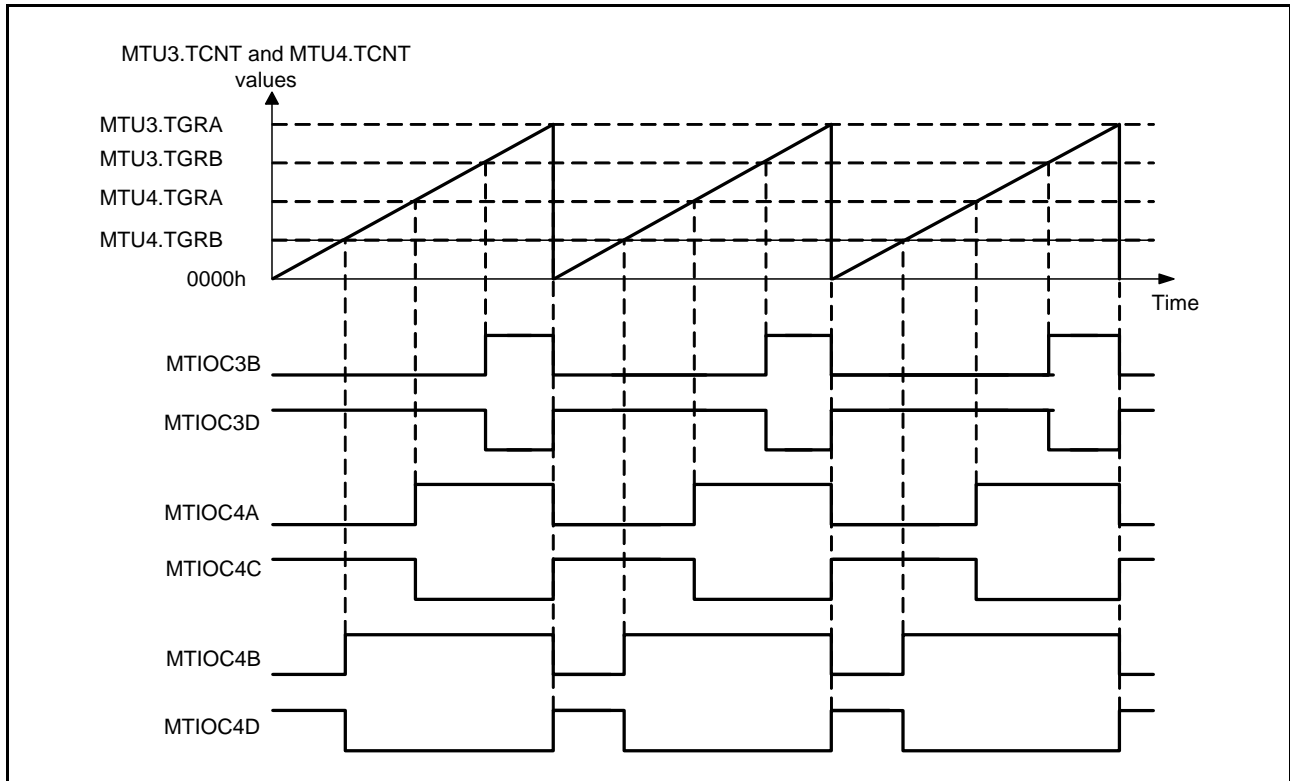 MTU3.TCNT and MTU4.TCNT
values
MTU3.TGRA
MTU3.TGRB
MTU4.TGRA
MTU4.TGRB
0000h
Time
MTIOC3B
MTIOC3D
MTIOC4A
MTIOC4C
MTIOC4B
MTIOC4D